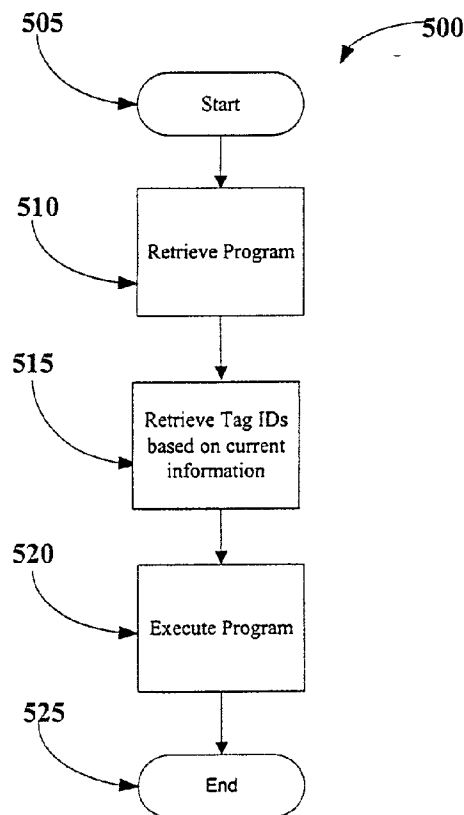 505
500
Start
510
Retrieve Program
515
Retrieve Tag IDs
based on current
information
520
Execute Program
525
End